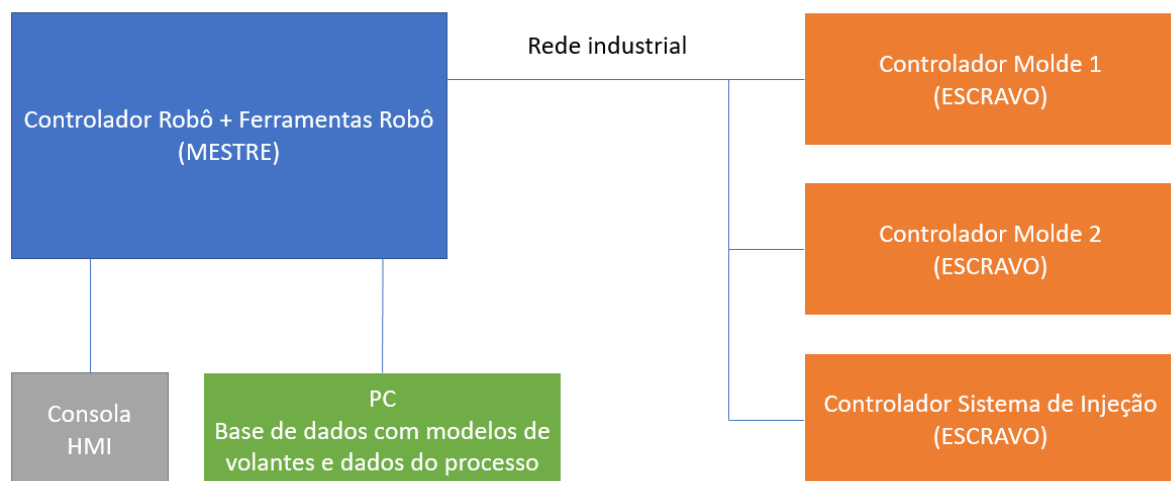 Rede industrial
Controlador Robô + Ferramentas Robô
(MESTRE)
Controlador Molde 1
(ESCRAVO)
Controlador Molde 2
(ESCRAVO)
Controlador Sistema de Injeção
(ESCRAVO)
Consola
HMI
PC
Base de dados com modelos de
volantes e dados do processo